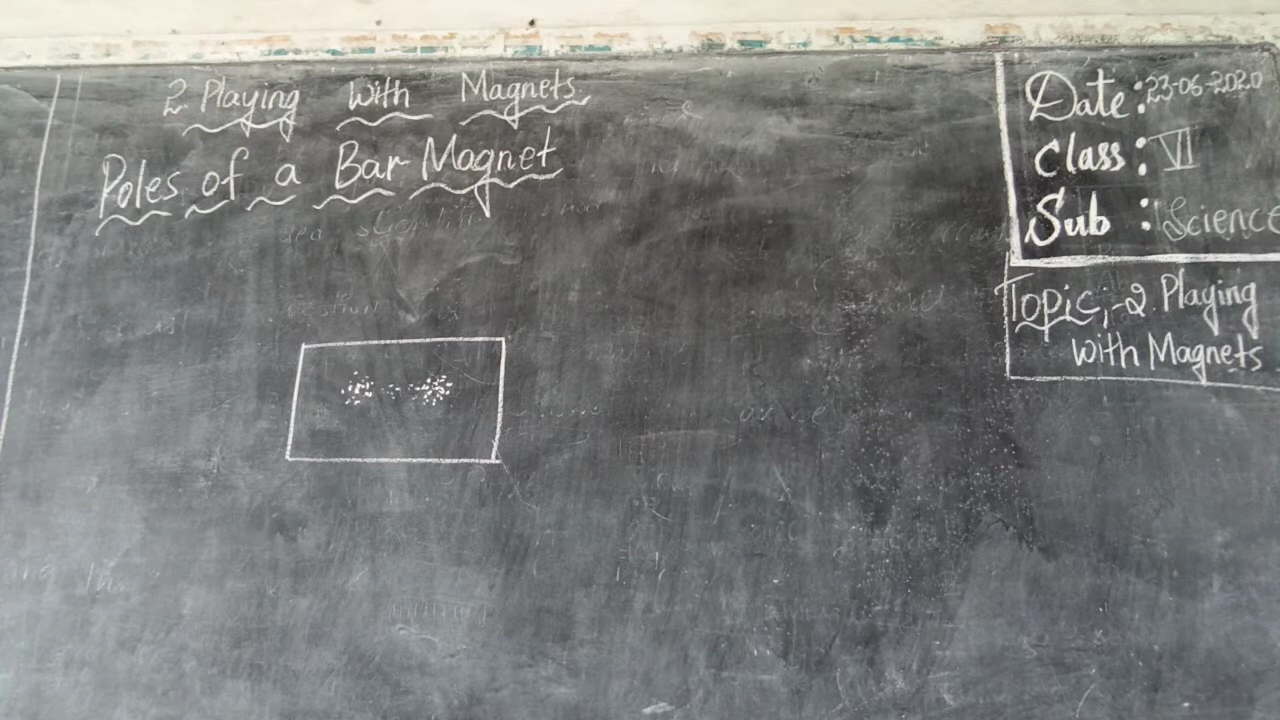 2. Playing with Magnets
Poles of a Bar Magnet
Date: 23-06-2020
Class: VI
Sub : Science
Topic:-2. Playing
with Magnets